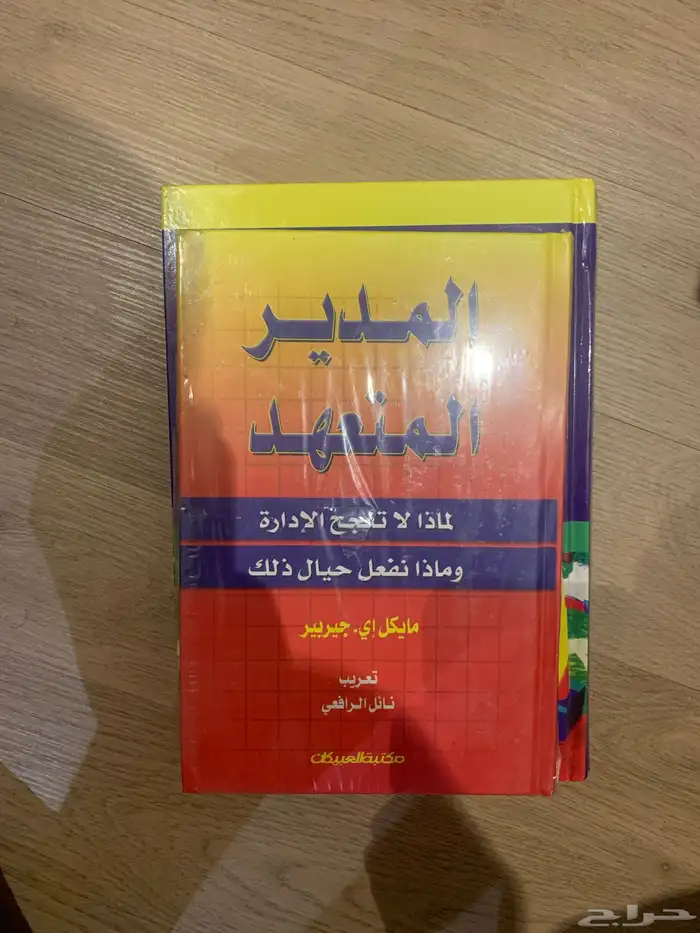 المدير
المتعهد
لماذا لا تنجح الإدارة
وماذا نفعل حيال ذلك
مايكل إي. جيربير
تعريب
نائل الرافعي
مكتبة العبيكان
حراج